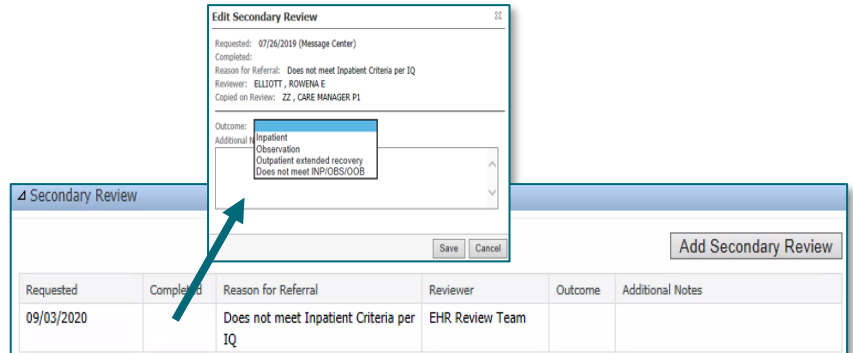 Edit Secondary Review
Requested: 07/26/2019 (Message Center)
Completed:
Reason for Referral: Does not meet Inpatient Criteria per IQ
Reviewer: ELLIOTT , ROWENA E
Copied on Review: ZZ , CARE MANAGER P1
Outcome:
Additional N
Inpatient
Observation
Outpatient extended recovery
Does not meet INP/OBS/OOB
Save Cancel
Secondary Review
Add Secondary Review
Requested Completed Reason for Referral Reviewer Outcome Additional Notes
09/03/2020 Does not meet Inpatient Criteria per EHR Review Team
IQ